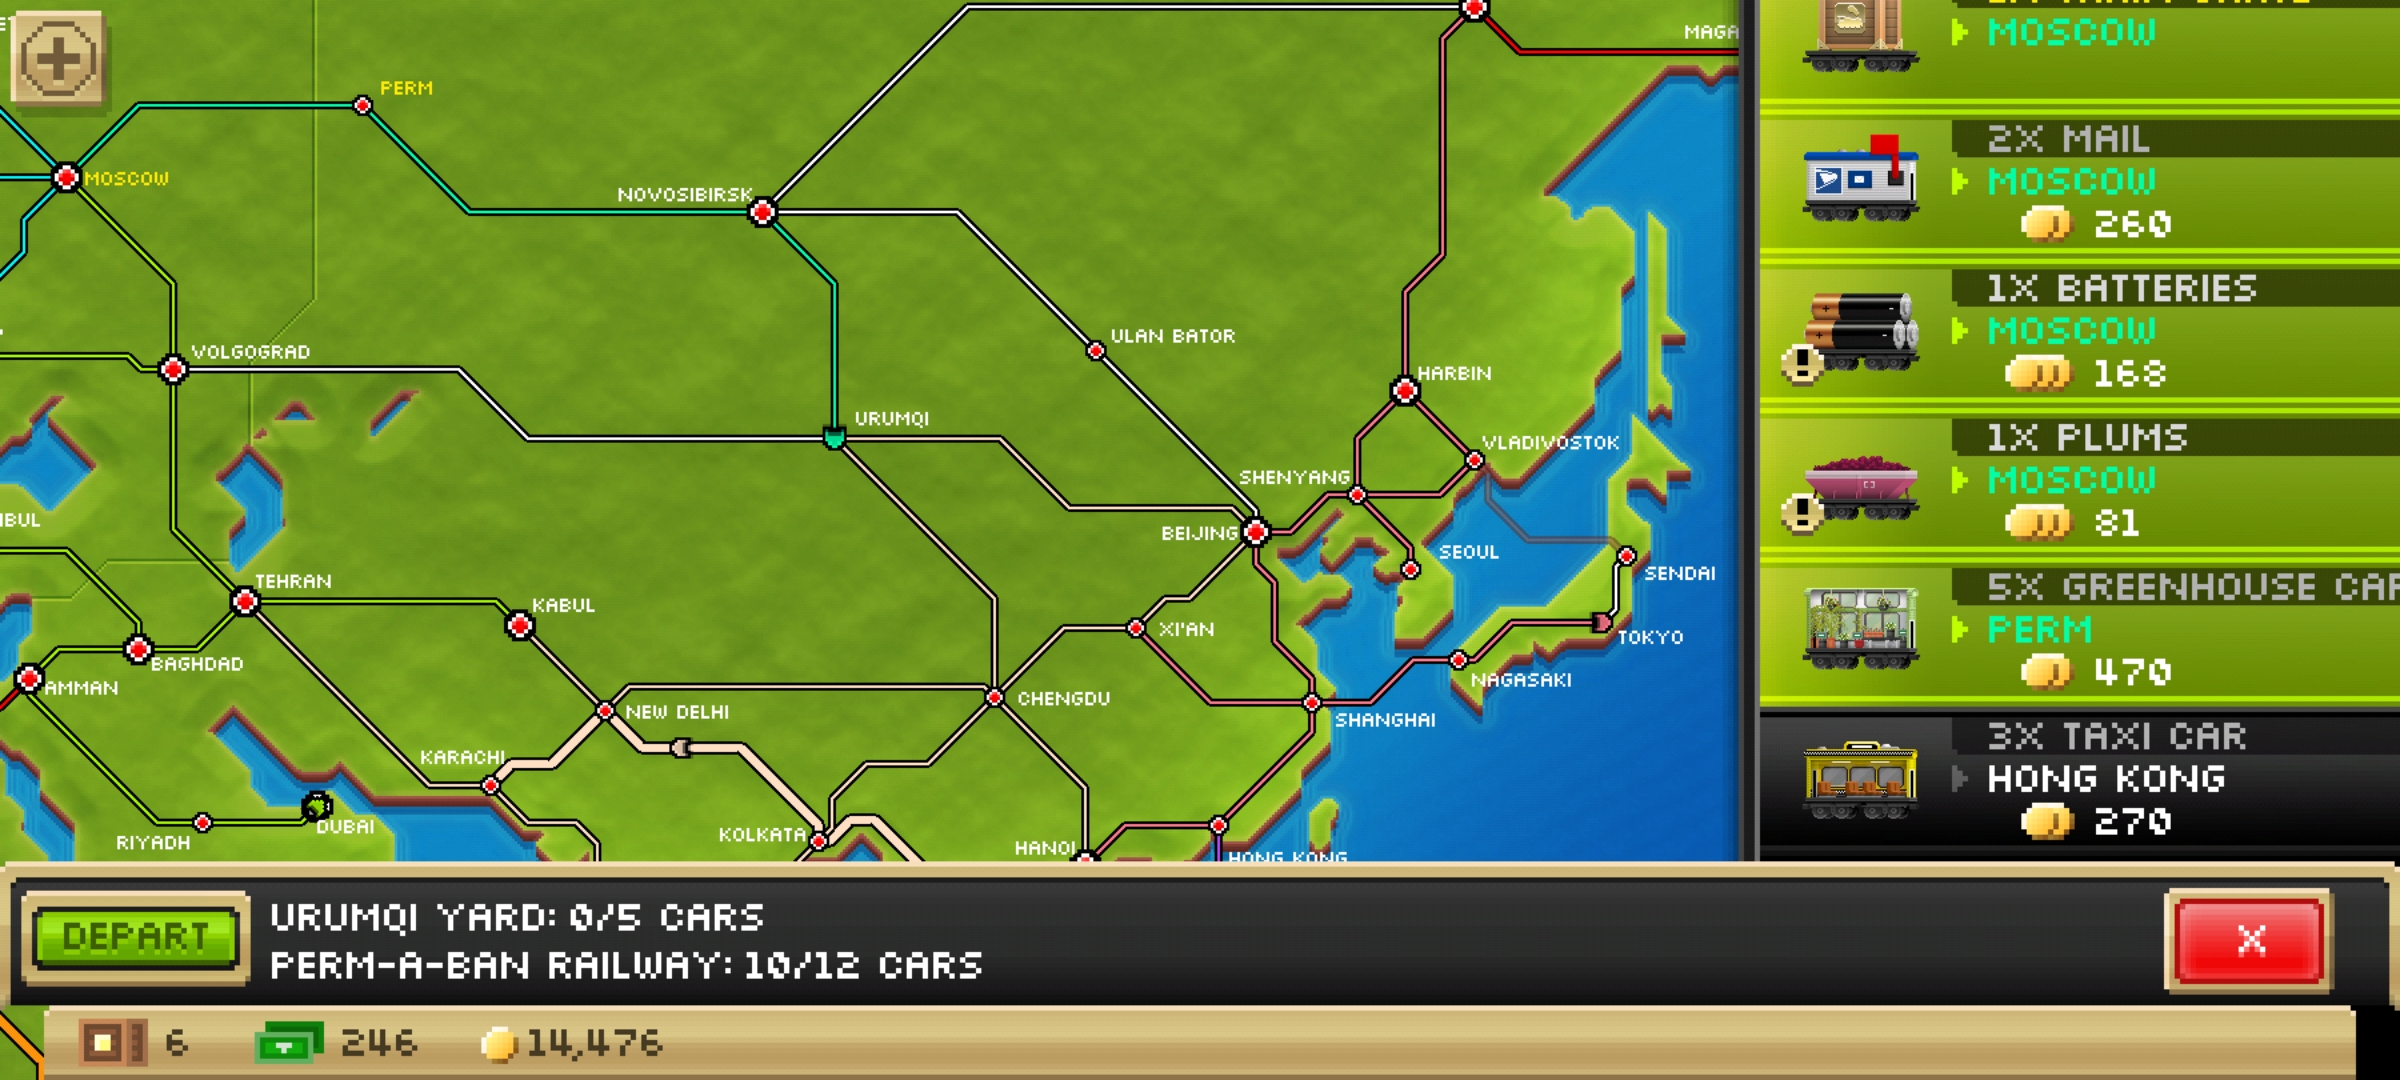 MAGA
MOSCOW
PERM
2X MAIL
MOSCOW
MOSCOW
NOVOSIBIRSK
260
1X BATTERIES
MOSCOW
ULAN BATOR
VOLGOGRAD
168
HARBIN
URUMQI
1X PLUMS
VLADIVOSTOK
SHENYANG
MOSCOW
IBUL
81
BEIJING
SEOUL
SENDAI
5X GREENHOUSE CAR
TEHRAN
KABUL
XI'AN
PERM
TOKYO
BAGHDAD
470
AMMAN
NAGASAKI
CHENGDU
NEW DELHI
SHANGHAI
3X TAXI CAR
KARACHI
HONG KONG
270
DUBAI
KOLKATA
RIYADH
HANOI
HONG KONG
DEPART
URUMQI YARD: 0/5 CARS
PERM-A-BAN RAILWAY: 10/12 CARS
X
6
246
14,476